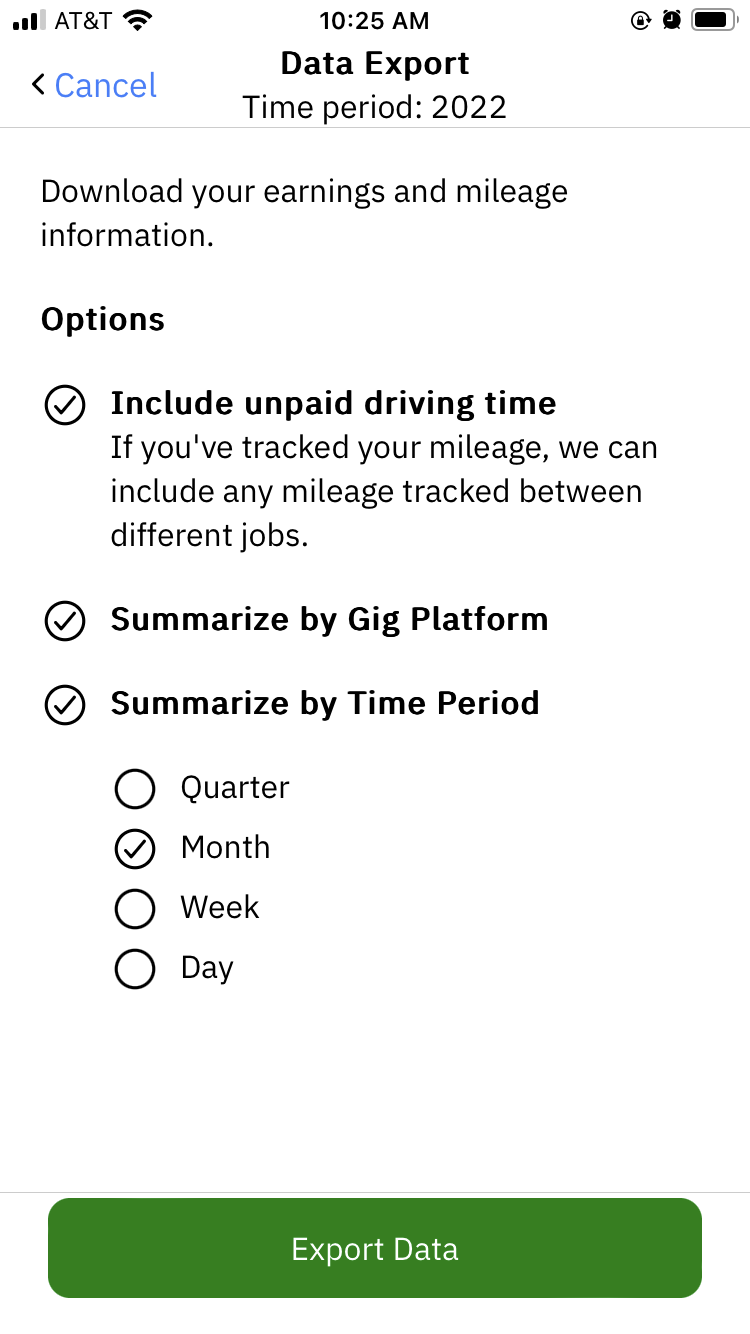 AT&T
10:25 AM
Data Export
Cancel
Time period: 2022
Download your earnings and mileage
information.
Options
Include unpaid driving time
If you've tracked your mileage, we can
include any mileage tracked between
different jobs.
Summarize by Gig Platform
Summarize by Time Period
Quarter
Month
Week
Day
Export Data